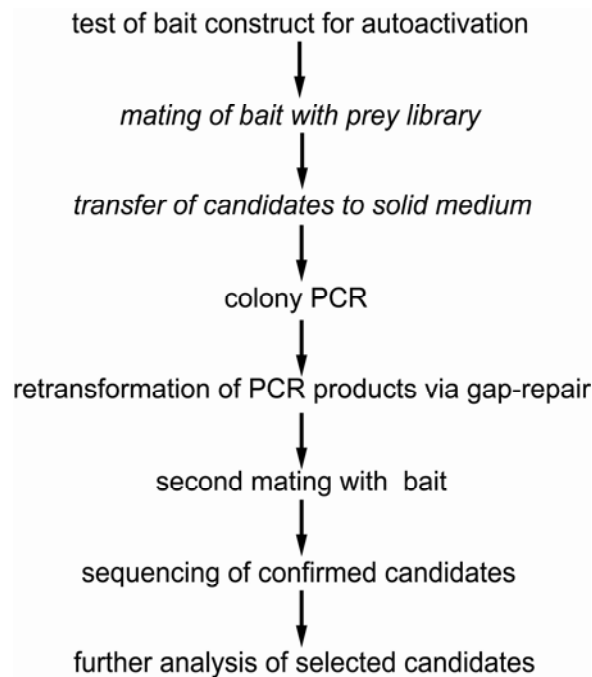 test of bait construct for autoactivation
mating of bait with prey library
transfer of candidates to solid medium
colony PCR
retransformation of PCR products via gap-repair
second mating with bait
sequencing of confirmed candidates
further analysis of selected candidates